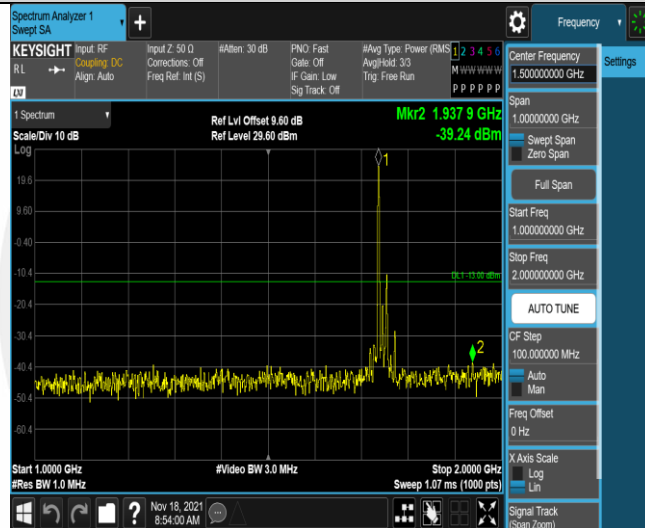 Spectrum Analyzer 1
Swept SA
Frequency
KEYSIGHT
RL
LXI
Input: RF
Coupling: DC
Align: Auto
Input Z: 50 Ω
Corrections: Off
Freq Ref: Int (S)
#Atten: 30 dB
PNO: Fast
Gate: Off
IF Gain: Low
Sig Track: Off
#Avg Type: Power (RMS
Avg|Hold: 3/3
Trig: Free Run
1 2 3 4 5 6
M W W W W W
P P P P P P
1 Spectrum
Scale/Div 10 dB
Ref Lvl Offset 9.60 dB
Ref Level 29.60 dBm
Mkr2 1.937 9 GHz
-39.24 dBm
Log
1
19.6
9.60
-0.40
-10.4
DL1 -13.00 dBm
-20.4
-30.4
2
-40.4
-50.4
-60.4
Start 1.0000 GHz
#Res BW 1.0 MHz
#Video BW 3.0 MHz
Stop 2.0000 GHz
Sweep 1.07 ms (1000 pts)
Nov 18, 2021
8:54:00 AM
Center Frequency
1.500000000 GHz
Settings
Span
1.00000000 GHz
Swept Span
Zero Span
Full Span
Start Freq
1.000000000 GHz
Stop Freq
2.000000000 GHz
AUTO TUNE
CF Step
100.000000 MHz
Auto
Man
Freq Offset
0 Hz
X Axis Scale
Log
Lin
Signal Track
(Span Zoom)